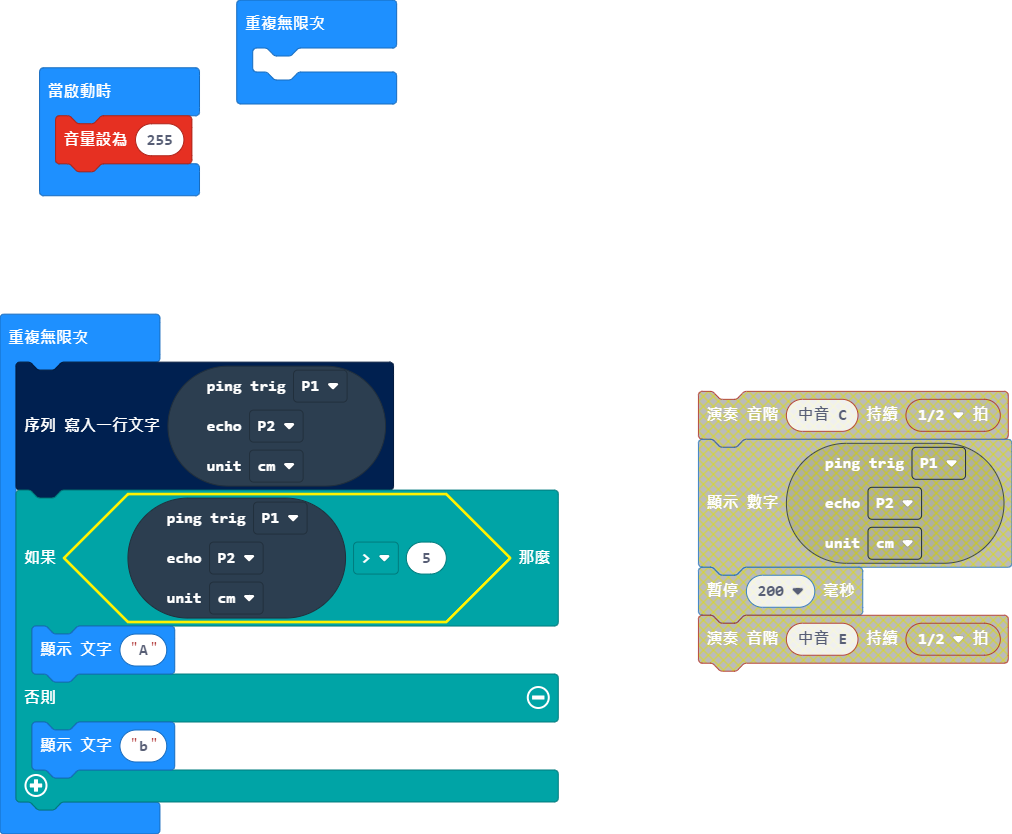 重複無限次
當啟動時
音量設為 255
重複無限次
序列 寫入一行文字
ping trig P1
echo P2
unit cm
如果
ping trig P1
echo P2
unit cm
> 5 那麼
顯示 文字 "A"
否則
顯示 文字 "b"
演奏 音階 中音 C 持續 1/2 拍
顯示 數字
ping trig P1
echo P2
unit cm
暫停 200 毫秒
演奏 音階 中音 E 持續 1/2 拍